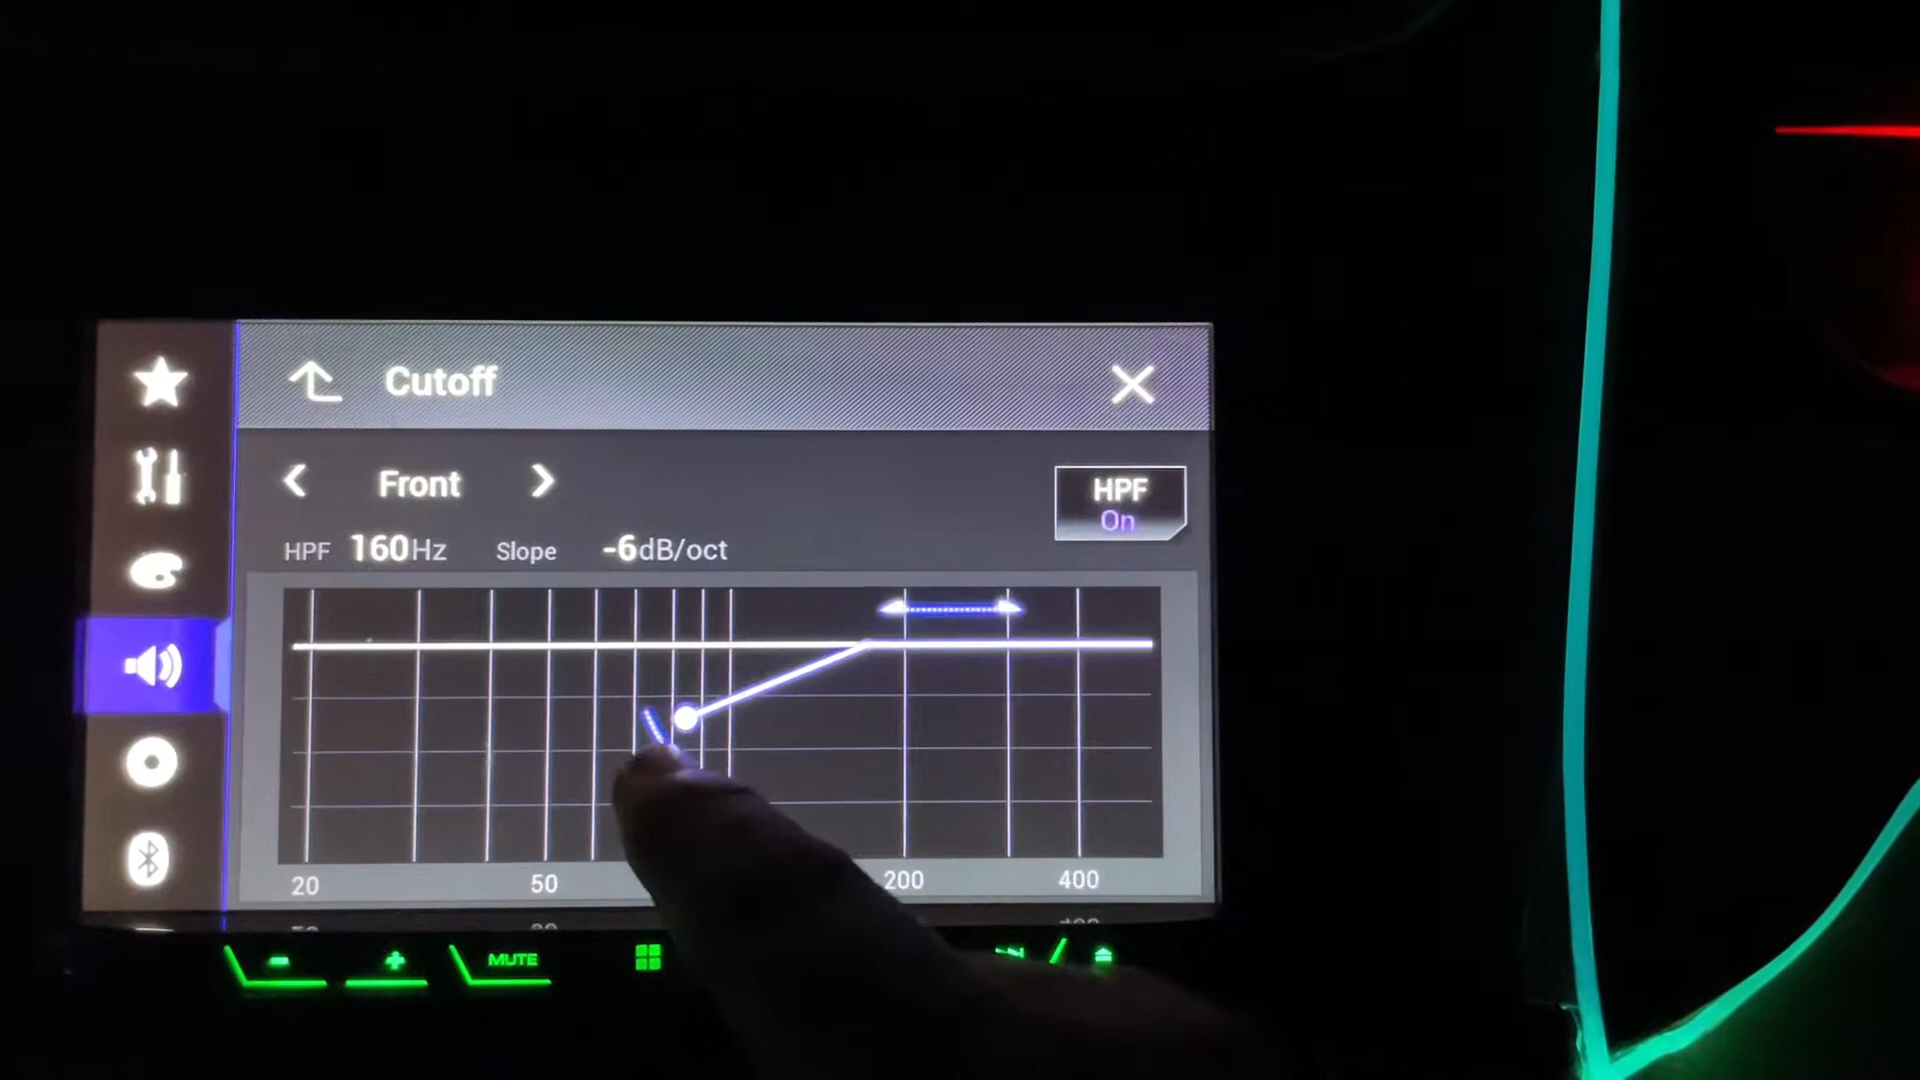 Cutoff
Front
HPF
On
HPF 160Hz Slope -6dB/oct
20 50 200 400
MUTE